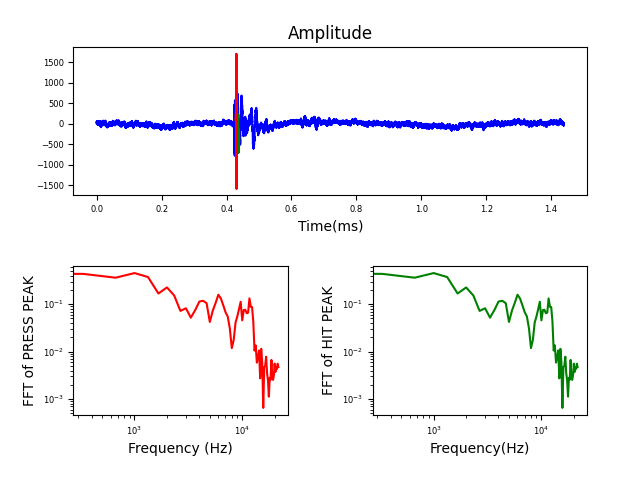 Amplitude
1500
1000
500
0
−500
−1000
−1500
0.0 0.2 0.4 0.6 0.8 1.0 1.2 1.4
Time(ms)
FFT of PRESS PEAK
10⁻¹
10⁻²
10⁻³
10³ 10⁴
Frequency (Hz)
FFT of HIT PEAK
10⁻¹
10⁻²
10⁻³
10³ 10⁴
Frequency(Hz)